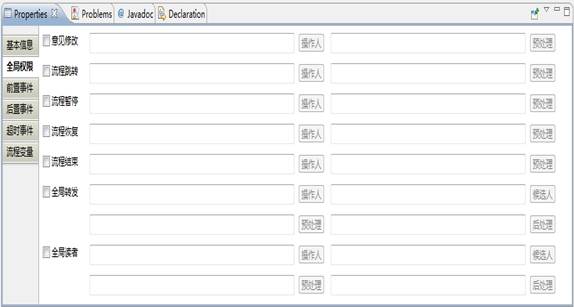 Properties Problems @ Javadoc Declaration
基本信息
全局权限
前置事件
后置事件
超时事件
流程变量
意见修改 操作人 预处理
流程跳转 操作人 预处理
流程暂停 操作人 预处理
流程恢复 操作人 预处理
流程结束 操作人 预处理
全局转发 操作人 候选人
预处理 后处理
全局读者 操作人 候选人
预处理 后处理